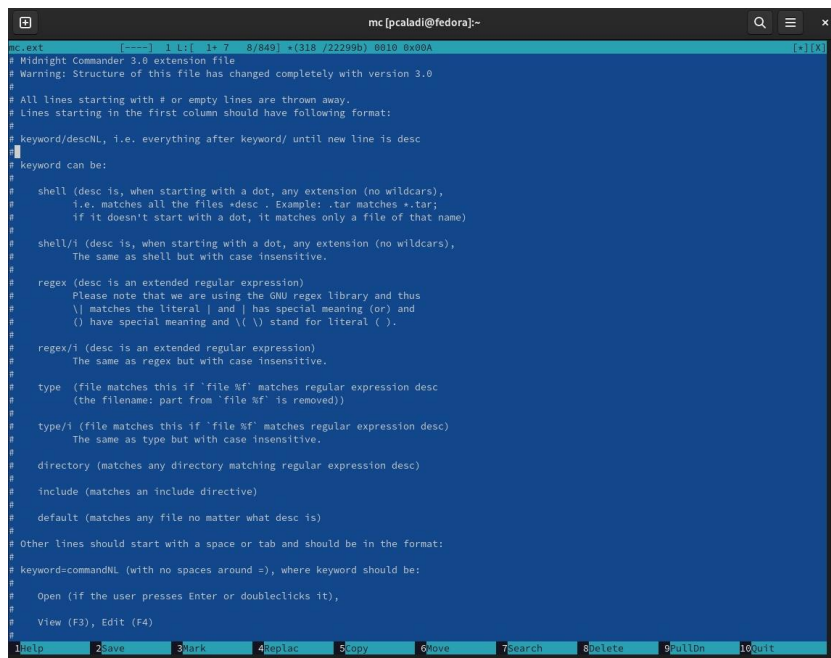 mc [pcaladi@fedora]:~
mc.ext [----] 1 L:[ 1+ 7 8/849] *(318 /22299b) 0010 0x00A [*][X]
# Midnight Commander 3.0 extension file
# Warning: Structure of this file has changed completely with version 3.0
#
# All lines starting with # or empty lines are thrown away.
# Lines starting in the first column should have following format:
#
# keyword/descNL, i.e. everything after keyword/ until new line is desc
#
# keyword can be:
#
# shell (desc is, when starting with a dot, any extension (no wildcars),
# i.e. matches all the files *desc . Example: .tar matches *.tar;
# if it doesn't start with a dot, it matches only a file of that name)
#
# shell/i (desc is, when starting with a dot, any extension (no wildcars),
# The same as shell but with case insensitive.
#
# regex (desc is an extended regular expression)
# Please note that we are using the GNU regex library and thus
# \| matches the literal | and | has special meaning (or) and
# () have special meaning and \( \) stand for literal ( ).
#
# regex/i (desc is an extended regular expression)
# The same as regex but with case insensitive.
#
# type (file matches this if `file %f` matches regular expression desc
# (the filename: part from `file %f` is removed))
#
# type/i (file matches this if `file %f` matches regular expression desc)
# The same as type but with case insensitive.
#
# directory (matches any directory matching regular expression desc)
#
# include (matches an include directive)
#
# default (matches any file no matter what desc is)
#
# Other lines should start with a space or tab and should be in the format:
#
# keyword=commandNL (with no spaces around =), where keyword should be:
#
# Open (if the user presses Enter or doubleclicks it),
#
# View (F3), Edit (F4)
#
1Help 2Save 3Mark 4Replac 5Copy 6Move 7Search 8Delete 9PullDn 10Quit